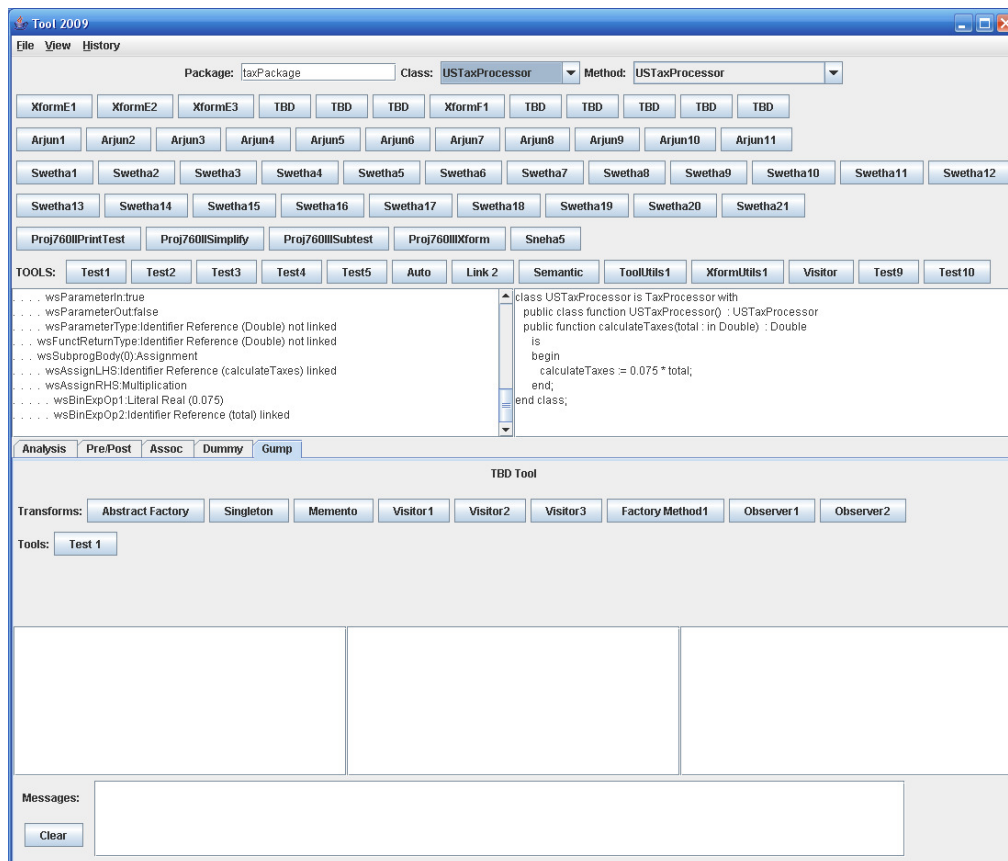 Tool 2009
File View History
Package: taxPackage Class: USTaxProcessor Method: USTaxProcessor
XformE1 XformE2 XformE3 TBD TBD TBD XformF1 TBD TBD TBD TBD TBD
Arjun1 Arjun2 Arjun3 Arjun4 Arjun5 Arjun6 Arjun7 Arjun8 Arjun9 Arjun10 Arjun11
Swetha1 Swetha2 Swetha3 Swetha4 Swetha5 Swetha6 Swetha7 Swetha8 Swetha9 Swetha10 Swetha11 Swetha12
Swetha13 Swetha14 Swetha15 Swetha16 Swetha17 Swetha18 Swetha19 Swetha20 Swetha21
Proj760IIPrintTest Proj760IISimplify Proj760IIISubtest Proj760IIIXform Sneha5
TOOLS: Test1 Test2 Test3 Test4 Test5 Auto Link 2 Semantic ToolUtils1 XformUtils1 Visitor Test9 Test10
. . . . wsParameterIn:true
. . . . wsParameterOut:false
. . . . wsParameterType:Identifier Reference (Double) not linked
. . . wsFunctReturnType:Identifier Reference (Double) not linked
. . . wsSubprogBody(0):Assignment
. . . . wsAssignLHS:Identifier Reference (calculateTaxes) linked
. . . . wsAssignRHS:Multiplication
. . . . . wsBinExpOp1:Literal Real (0.075)
. . . . . wsBinExpOp2:Identifier Reference (total) linked
class USTaxProcessor is TaxProcessor with
public class function USTaxProcessor() : USTaxProcessor
public function calculateTaxes(total : in Double) : Double
is
begin
calculateTaxes := 0.075 * total;
end;
end class;
Analysis Pre/Post Assoc Dummy Gump
TBD Tool
Transforms: Abstract Factory Singleton Memento Visitor1 Visitor2 Visitor3 Factory Method1 Observer1 Observer2
Tools: Test 1
Messages:
Clear